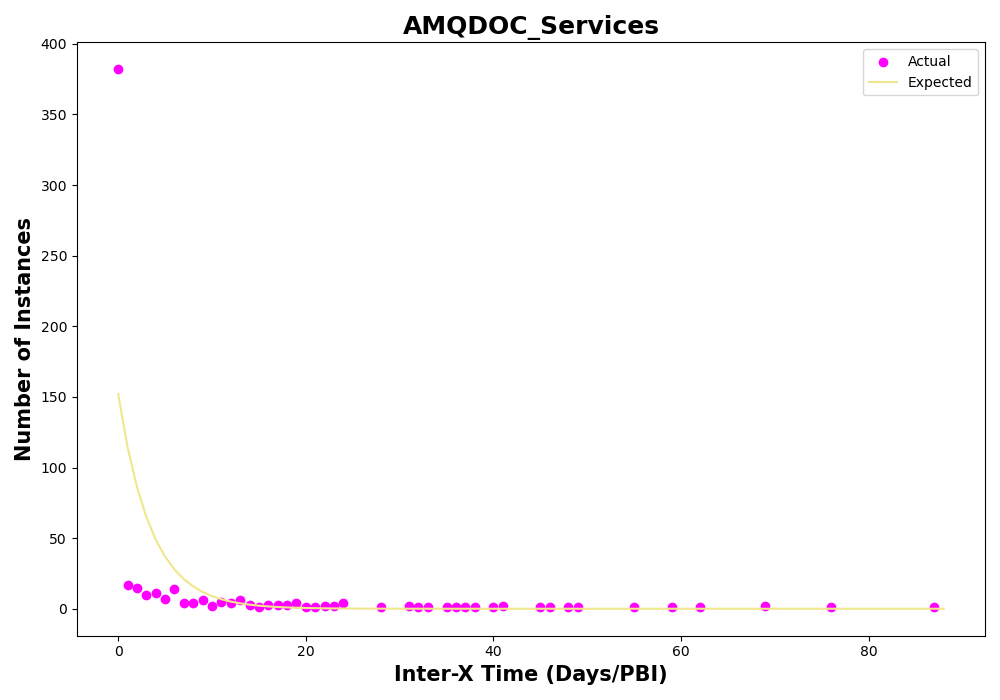 AMQDOC_Services
Actual
Expected
Number of Instances
400
350
300
250
200
150
100
50
0
0 20 40 60 80
Inter-X Time (Days/PBI)